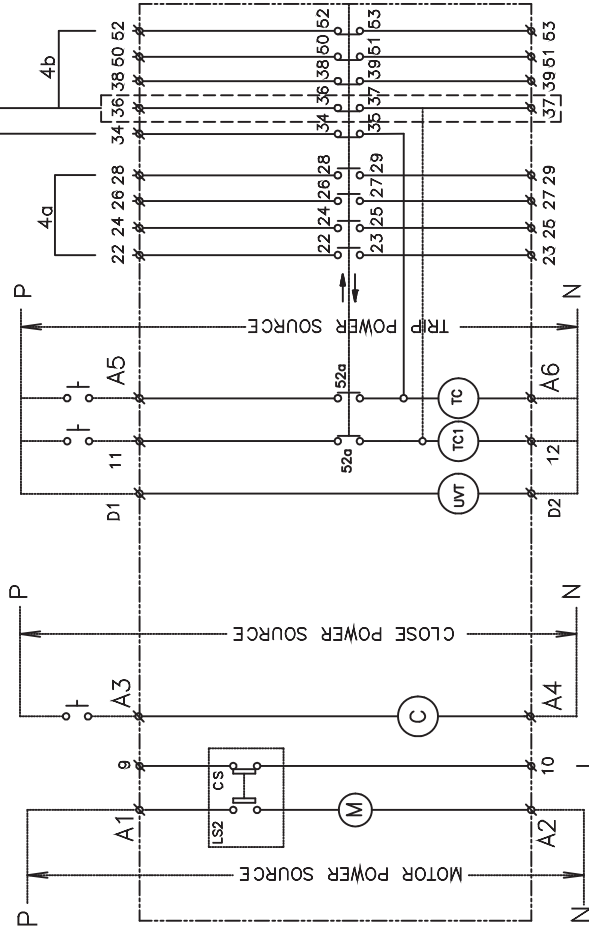 52
50
38
36
34
4b
52
50
38
36
34
53
51
39
37
35
53
51
39
37
28
26
24
22
4a
28
26
24
22
29
27
25
23
29
27
25
23
P
TRIP POWER SOURCE
N
A5
52a
TC
A6
11
52a
TC1
12
D1
UVT
D2
P
CLOSE POWER SOURCE
N
A3
C
A4
9
CS
10
A1
LS2
M
A2
P
MOTOR POWER SOURCE
N